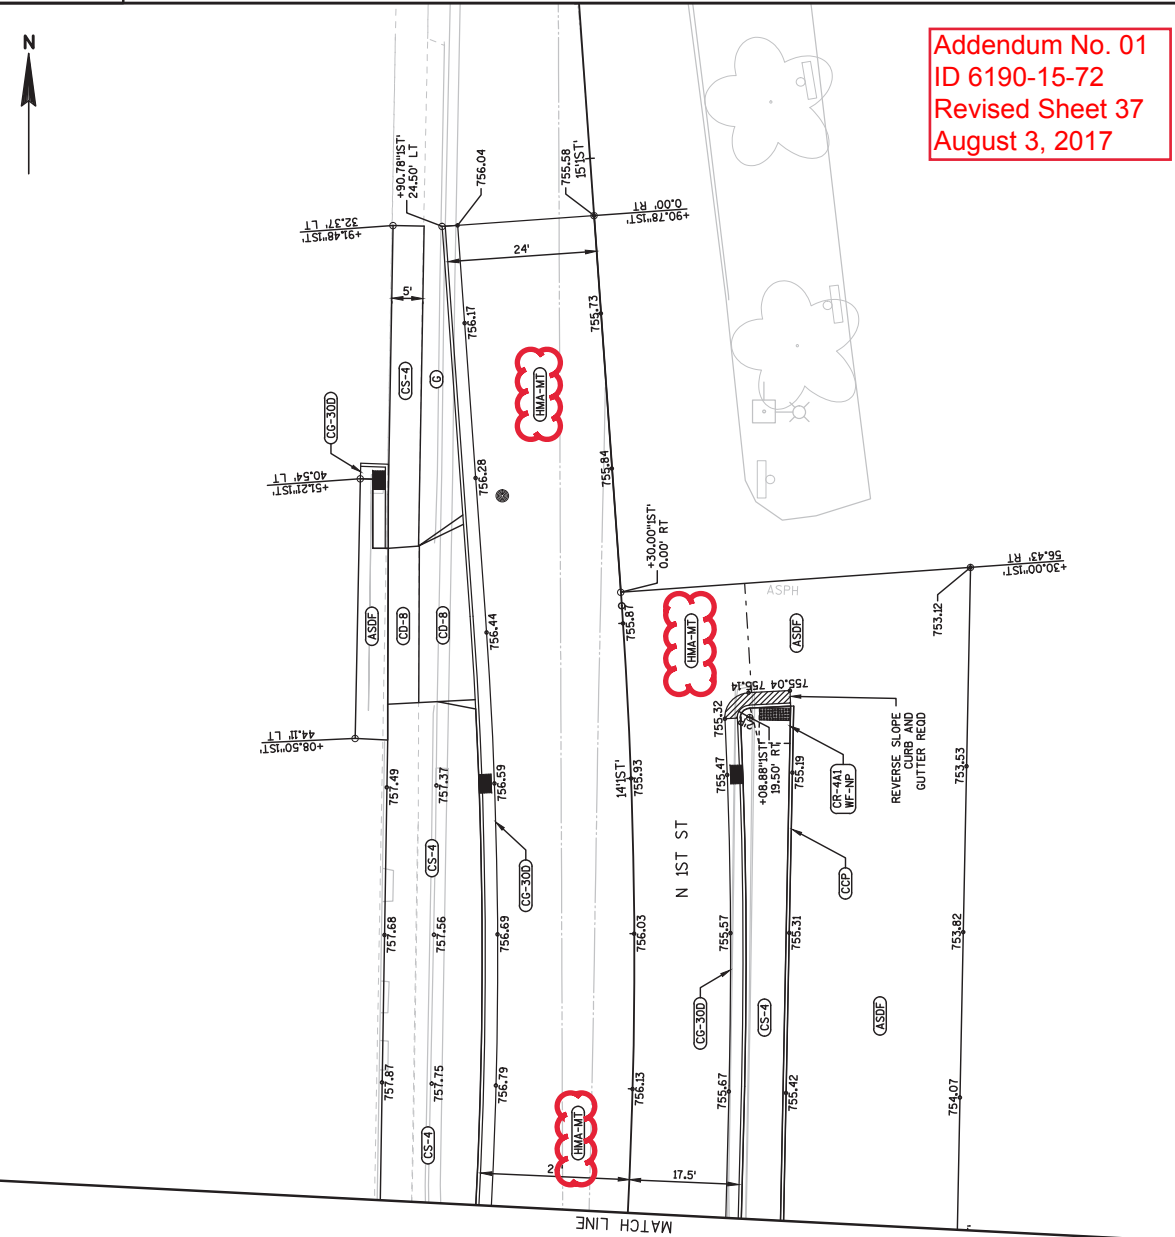 Addendum No. 01
ID 6190-15-72
Revised Sheet 37
August 3, 2017
N
+90.78"1ST'
24.50' LT
756.04
755.58
15'1ST'
+90.78"1ST'
0.00' RT
+91.48"1ST'
32.37' LT
24'
5'
756.17
755.73
CS-4
G
HMA-MT
CG-30D
+51.21"1ST'
40.54' LT
756.28
755.84
+30.00"1ST'
0.00' RT
+30.00"1ST'
56.43' RT
ASPH
753.12
ASDF
CD-8
CD-8
756.44
755.87
HMA-MT
ASDF
755.14
755.04
755.32
+08.50"1ST'
44.11' LT
757.49
757.37
756.59
14'1ST'
755.93
755.47
+08.88"1ST'
19.50' RT
755.19
CR-4A1
WF-NP
REVERSE SLOPE
CURB AND
GUTTER REQD
753.53
CS-4
CG-30D
N 1ST ST
CCP
757.68
757.56
756.69
756.03
755.57
755.31
753.82
CG-30D
CS-4
ASDF
757.87
757.75
756.79
756.13
755.67
755.42
754.07
CS-4
HMA-MT
17.5'
MATCH LINE